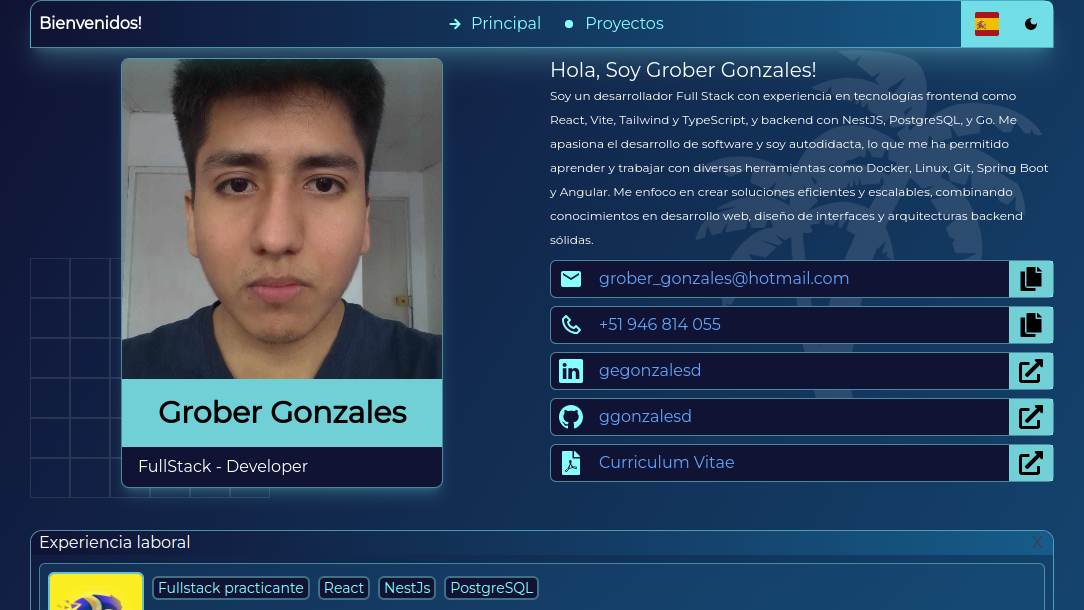 Bienvenidos!
Principal
Proyectos
Grober Gonzales
FullStack - Developer
Hola, Soy Grober Gonzales!
Soy un desarrollador Full Stack con experiencia en tecnologías frontend como
React, Vite, Tailwind y TypeScript, y backend con NestJS, PostgreSQL, y Go. Me
apasiona el desarrollo de software y soy autodidacta, lo que me ha permitido
aprender y trabajar con diversas herramientas como Docker, Linux, Git, Spring Boot
y Angular. Me enfoco en crear soluciones eficientes y escalables, combinando
conocimientos en desarrollo web, diseño de interfaces y arquitecturas backend
sólidas.
grober_gonzales@hotmail.com
+51 946 814 055
gegonzalesd
ggonzalesd
Curriculum Vitae
Experiencia laboral
X
Fullstack practicante
React
NestJs
PostgreSQL